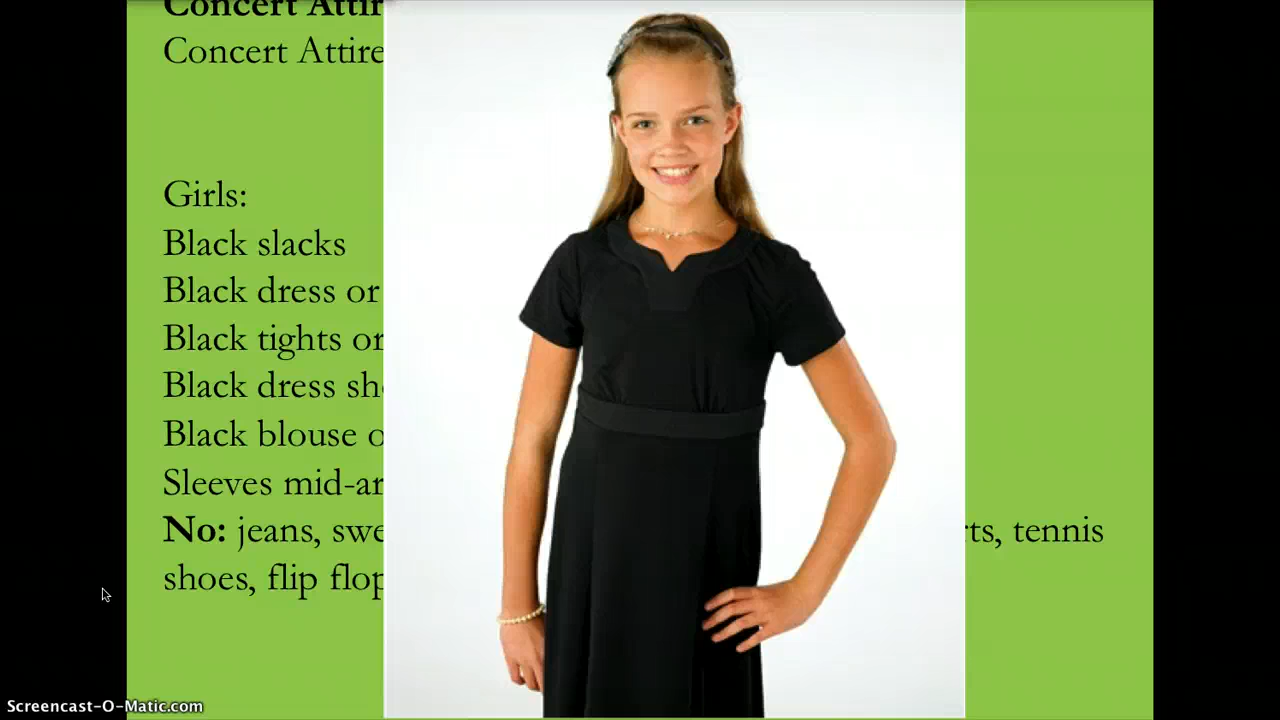 Concert Attir
Concert Attire
Girls:
Black slacks
Black dress or
Black tights or
Black dress sh
Black blouse o
Sleeves mid-ar
No: jeans, swe rts, tennis
shoes, flip flop
Screencast-O-Matic.com